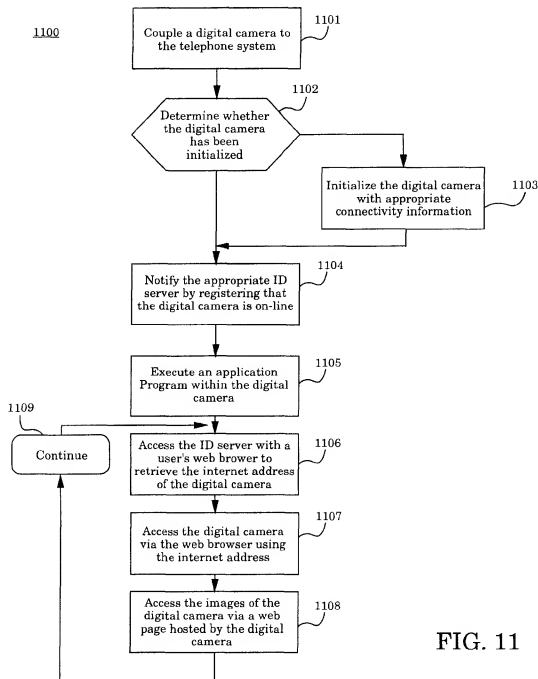 1100
1101
Couple a digital camera to
the telephone system
1102
Determine whether
the digital camera
has been
initialized
Initialize the digital camera
with appropriate
connectivity information
1103
1104
Notify the appropriate ID
server by registering that
the digital camera is on-line
1105
Execute an application
Program within the digital
camera
1109
Continue
1106
Access the ID server with a
user's web brower to
retrieve the internet address
of the digital camera
1107
Access the digital camera
via the web browser using
the internet address
1108
Access the images of the
digital camera via a web
page hosted by the digital
camera
FIG. 11